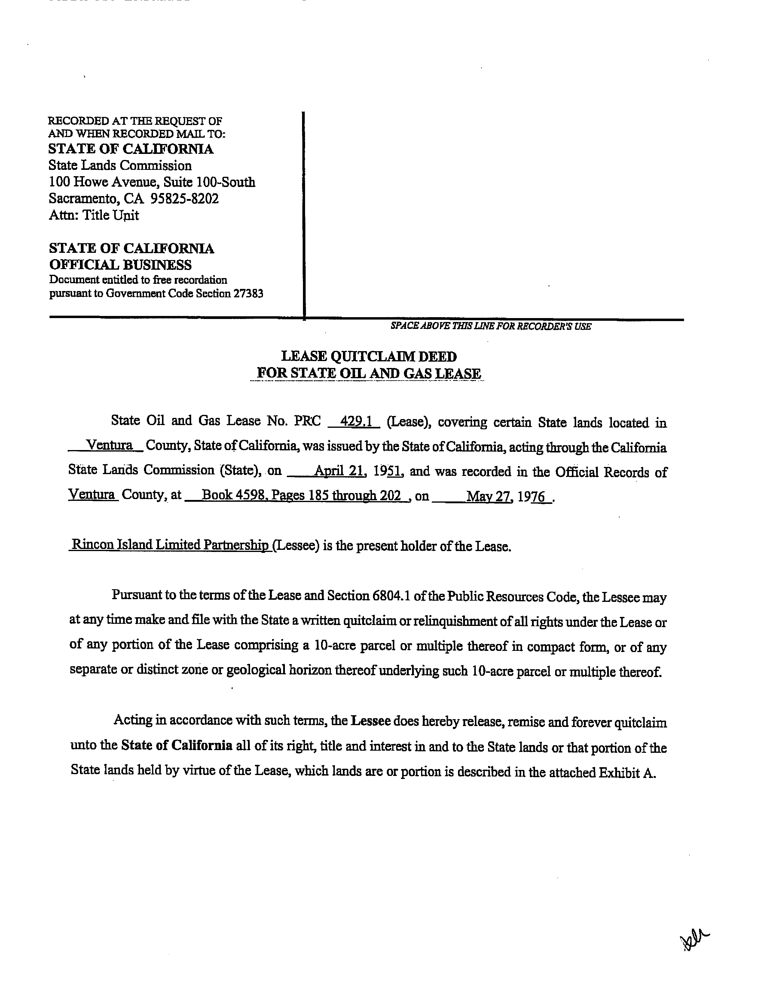 RECORDED AT THE REQUEST OF
AND WHEN RECORDED MAIL TO:
STATE OF CALIFORNIA
State Lands Commission
100 Howe Avenue, Suite 100-South
Sacramento, CA 95825-8202
Attn: Title Unit
STATE OF CALIFORNIA
OFFICIAL BUSINESS
Document entitled to free recordation
pursuant to Government Code Section 27383
SPACE ABOVE THIS LINE FOR RECORDER'S USE
LEASE QUITCLAIM DEED
FOR STATE OIL AND GAS LEASE
State Oil and Gas Lease No. PRC 429.1 (Lease), covering certain State lands located in
Ventura County, State of California, was issued by the State of California, acting through the California
State Lands Commission (State), on April 21, 1951, and was recorded in the Official Records of
Ventura County, at Book 4598, Pages 185 through 202 , on May 27, 1976 .
Rincon Island Limited Partnership (Lessee) is the present holder of the Lease.
Pursuant to the terms of the Lease and Section 6804.1 of the Public Resources Code, the Lessee may
at any time make and file with the State a written quitclaim or relinquishment of all rights under the Lease or
of any portion of the Lease comprising a 10-acre parcel or multiple thereof in compact form, or of any
separate or distinct zone or geological horizon thereof underlying such 10-acre parcel or multiple thereof.
Acting in accordance with such terms, the Lessee does hereby release, remise and forever quitclaim
unto the State of California all of its right, title and interest in and to the State lands or that portion of the
State lands held by virtue of the Lease, which lands are or portion is described in the attached Exhibit A.